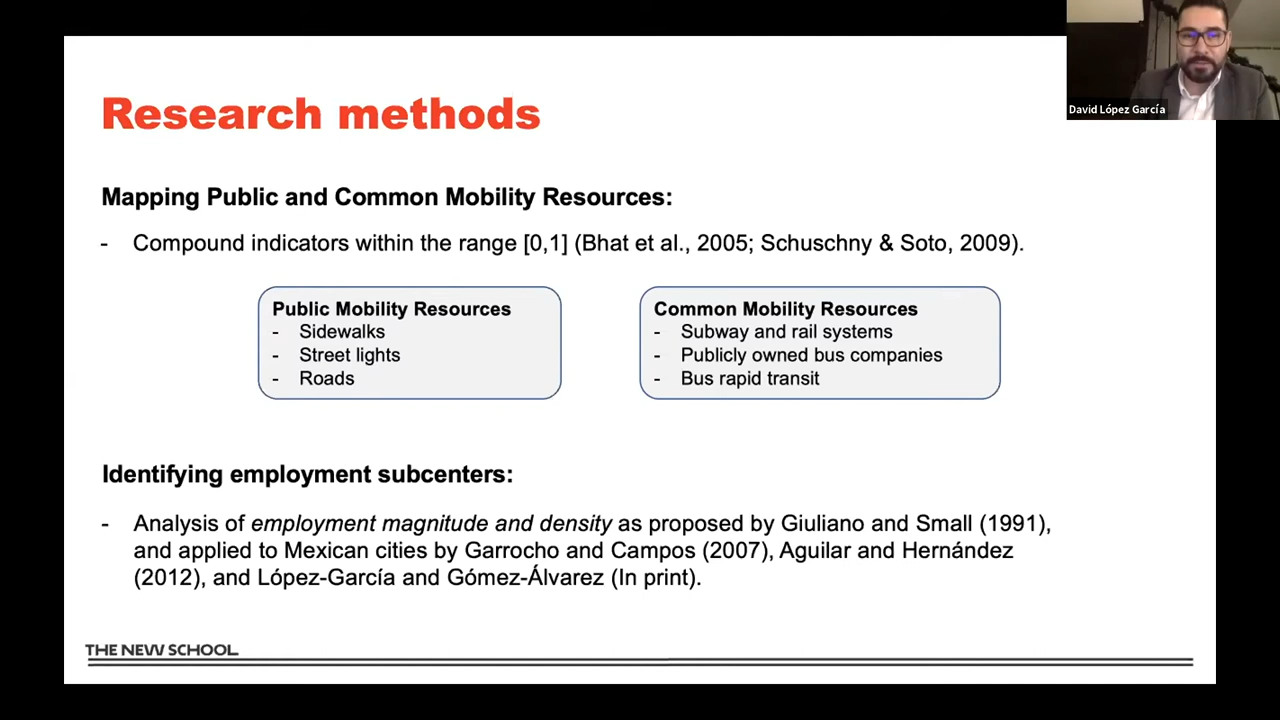 David López García
Research methods
Mapping Public and Common Mobility Resources:
- Compound indicators within the range [0,1] (Bhat et al., 2005; Schuschny & Soto, 2009).
Public Mobility Resources
- Sidewalks
- Street lights
- Roads
Common Mobility Resources
- Subway and rail systems
- Publicly owned bus companies
- Bus rapid transit
Identifying employment subcenters:
- Analysis of employment magnitude and density as proposed by Giuliano and Small (1991),
and applied to Mexican cities by Garrocho and Campos (2007), Aguilar and Hernández
(2012), and López-García and Gómez-Álvarez (In print).
THE NEW SCHOOL